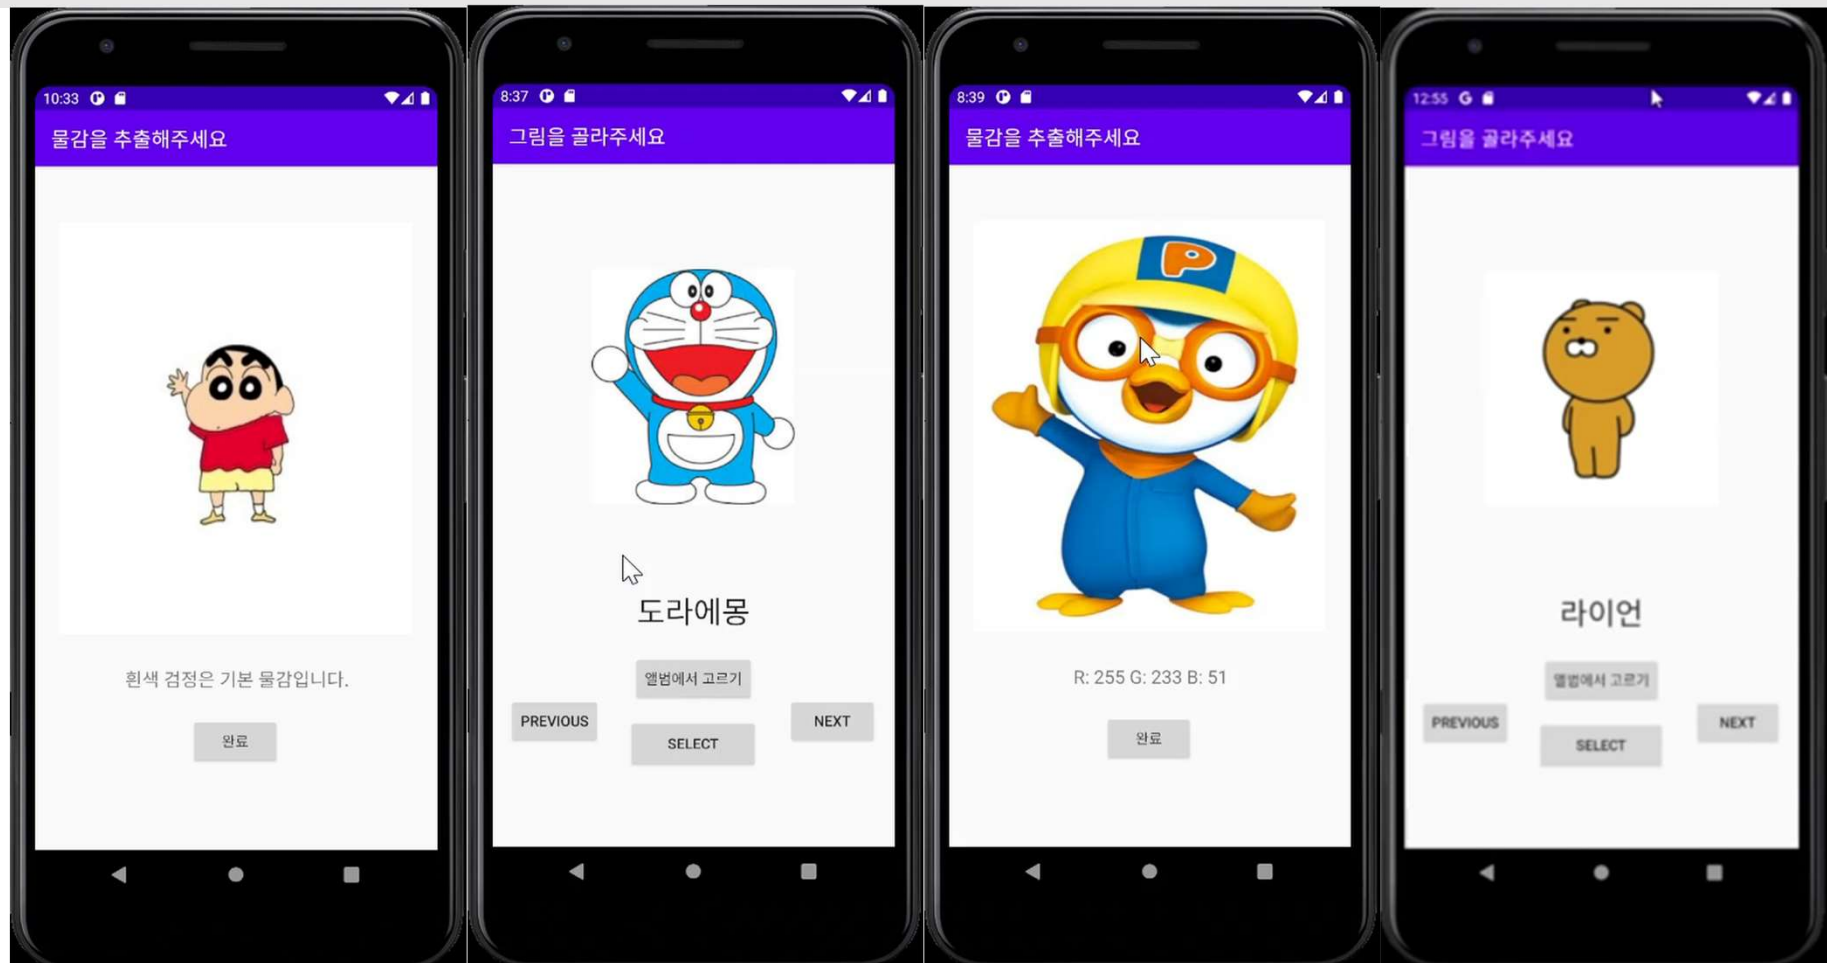 10:33
물감을 추출해주세요
흰색 검정은 기본 물감입니다.
완료
8:37
그림을 골라주세요
도라에몽
앨범에서 고르기
PREVIOUS
NEXT
SELECT
8:39
물감을 추출해주세요
P
R: 255 G: 233 B: 51
완료
12:55 G
그림을 골라주세요
라이언
앨범에서 고르기
PREVIOUS
NEXT
SELECT